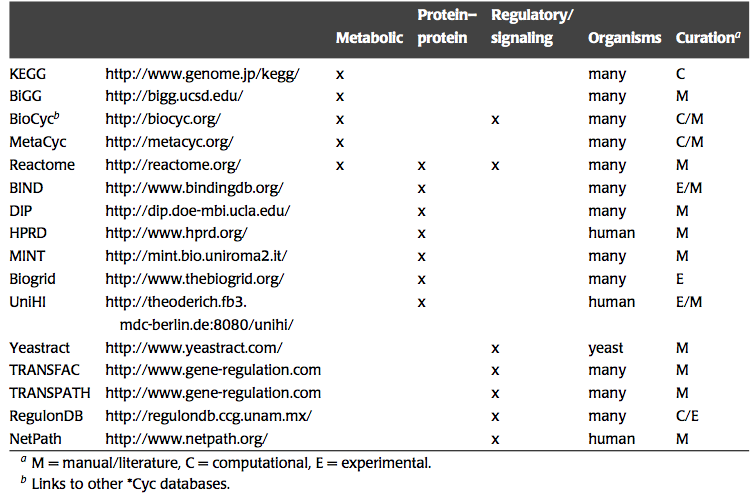 Protein– Regulatory/
Metabolic protein signaling Organisms Curationᵃ
KEGG http://www.genome.jp/kegg/ x many C
BiGG http://bigg.ucsd.edu/ x many M
BioCycᵇ http://biocyc.org/ x x many C/M
MetaCyc http://metacyc.org/ x many C/M
Reactome http://reactome.org/ x x x many M
BIND http://www.bindingdb.org/ x many E/M
DIP http://dip.doe-mbi.ucla.edu/ x many M
HPRD http://www.hprd.org/ x human M
MINT http://mint.bio.uniroma2.it/ x many M
Biogrid http://www.thebiogrid.org/ x many E
UniHI http://theoderich.fb3. x human E/M
mdc-berlin.de:8080/unihi/
Yeastract http://www.yeastract.com/ x yeast M
TRANSFAC http://www.gene-regulation.com x many M
TRANSPATH http://www.gene-regulation.com x many M
RegulonDB http://regulondb.ccg.unam.mx/ x many C/E
NetPath http://www.netpath.org/ x human M
ᵃ M = manual/literature, C = computational, E = experimental.
ᵇ Links to other *Cyc databases.